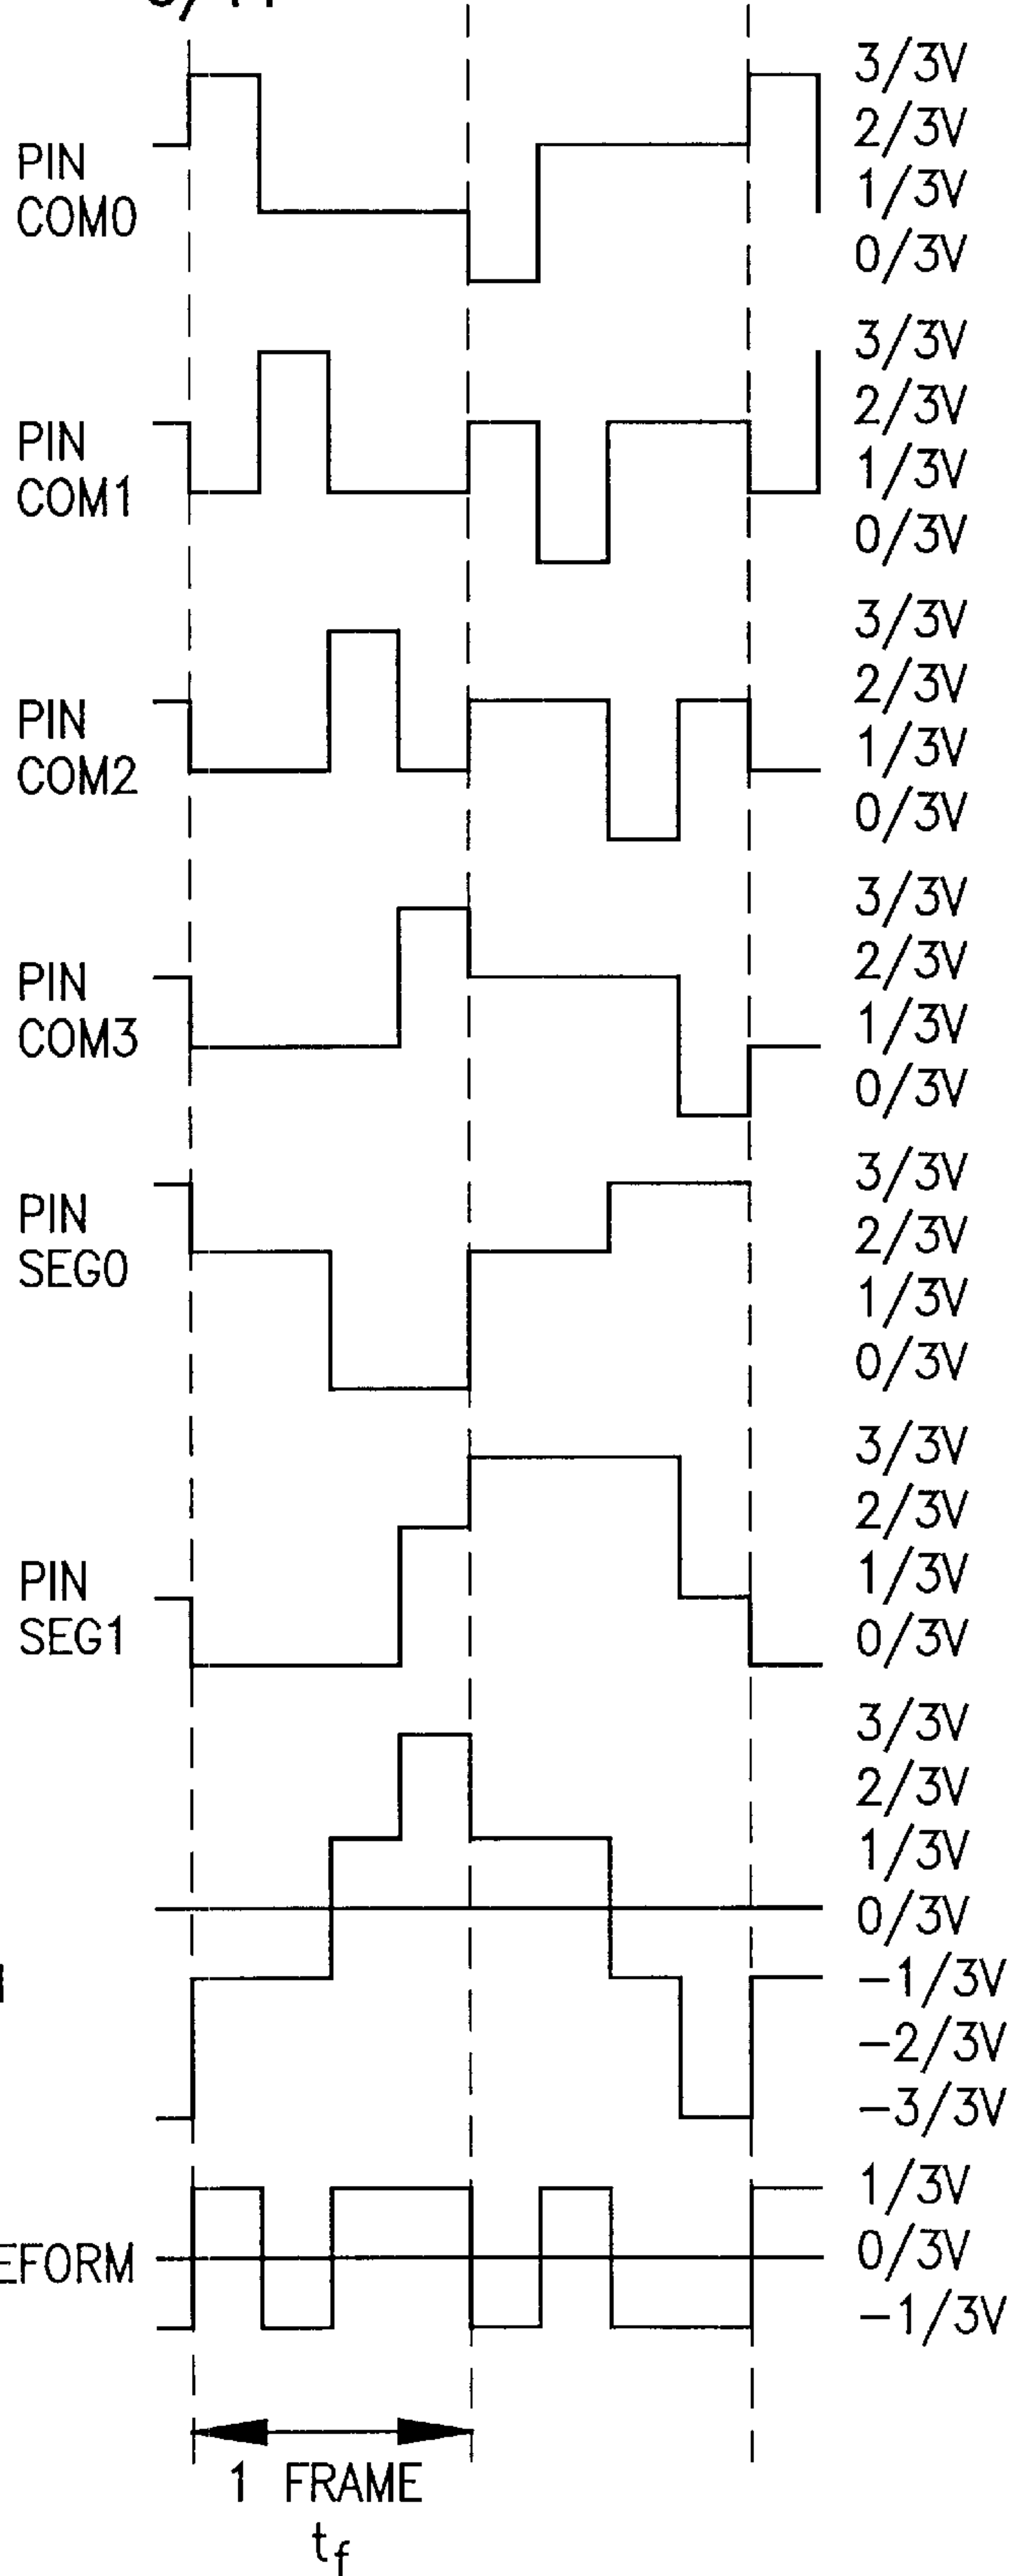 PIN
COM0
3/3V
2/3V
1/3V
0/3V
PIN
COM1
3/3V
2/3V
1/3V
0/3V
PIN
COM2
3/3V
2/3V
1/3V
0/3V
PIN
COM3
3/3V
2/3V
1/3V
0/3V
PIN
SEG0
3/3V
2/3V
1/3V
0/3V
PIN
SEG1
3/3V
2/3V
1/3V
0/3V
3/3V
2/3V
1/3V
0/3V
-1/3V
-2/3V
-3/3V
EFORM
1/3V
0/3V
-1/3V
1 FRAME
tf